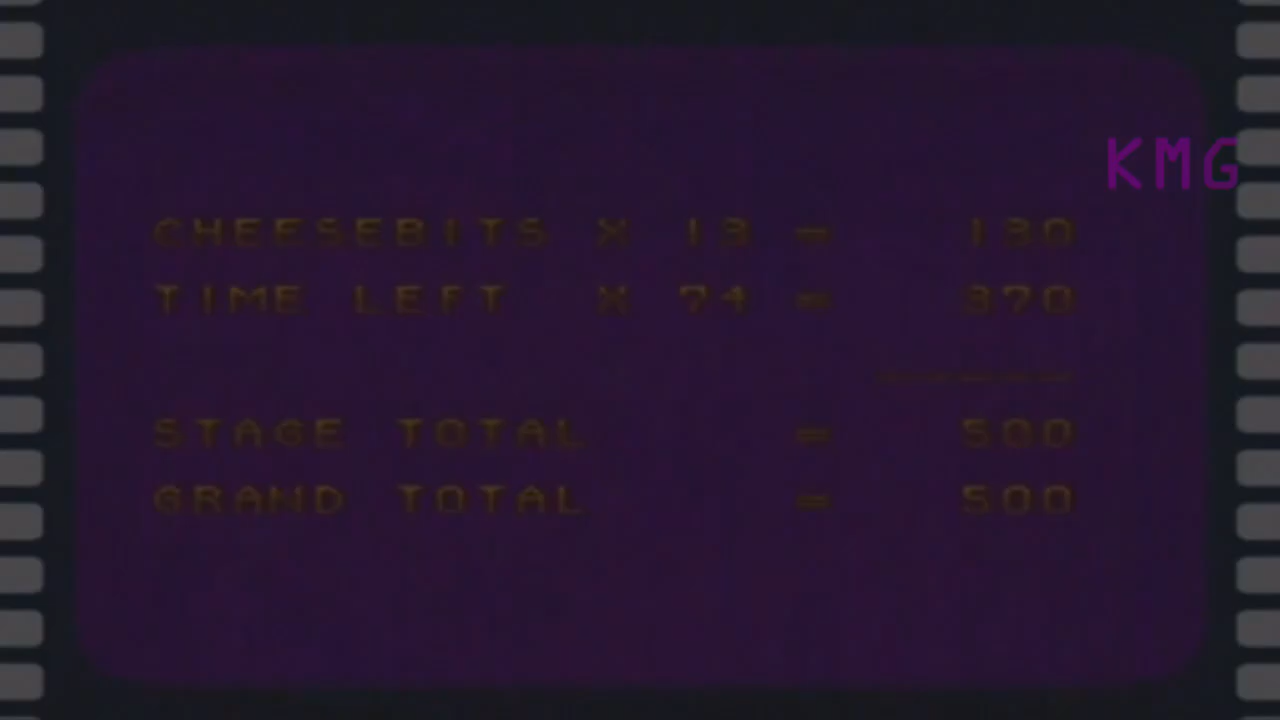 KMG
CHEESEBITS X 13 = 130
TIME LEFT X 74 = 370
STAGE TOTAL = 500
GRAND TOTAL = 500